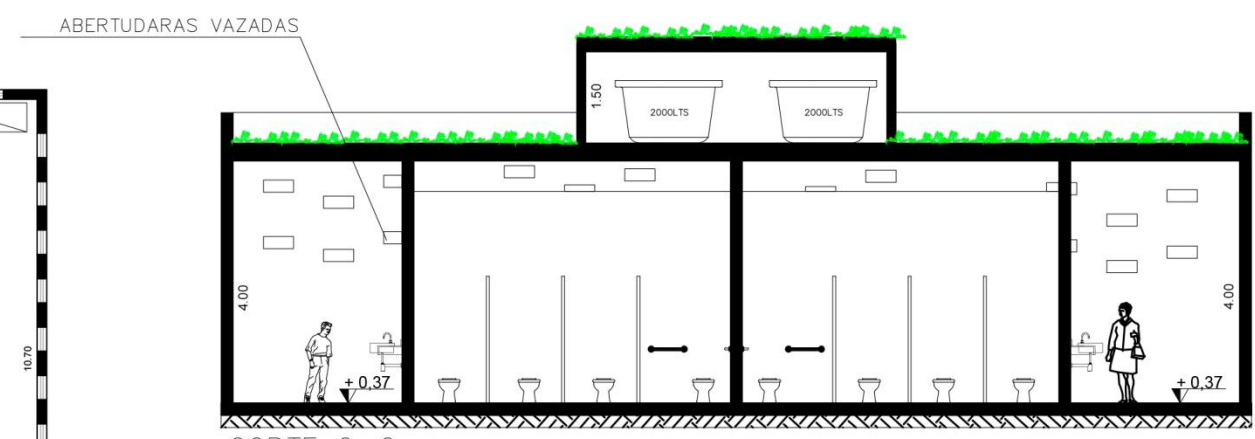 ABERTUDARAS VAZADAS
1.50
2000LTS
2000LTS
4.00
4.00
10.70
+ 0,37
+ 0,37